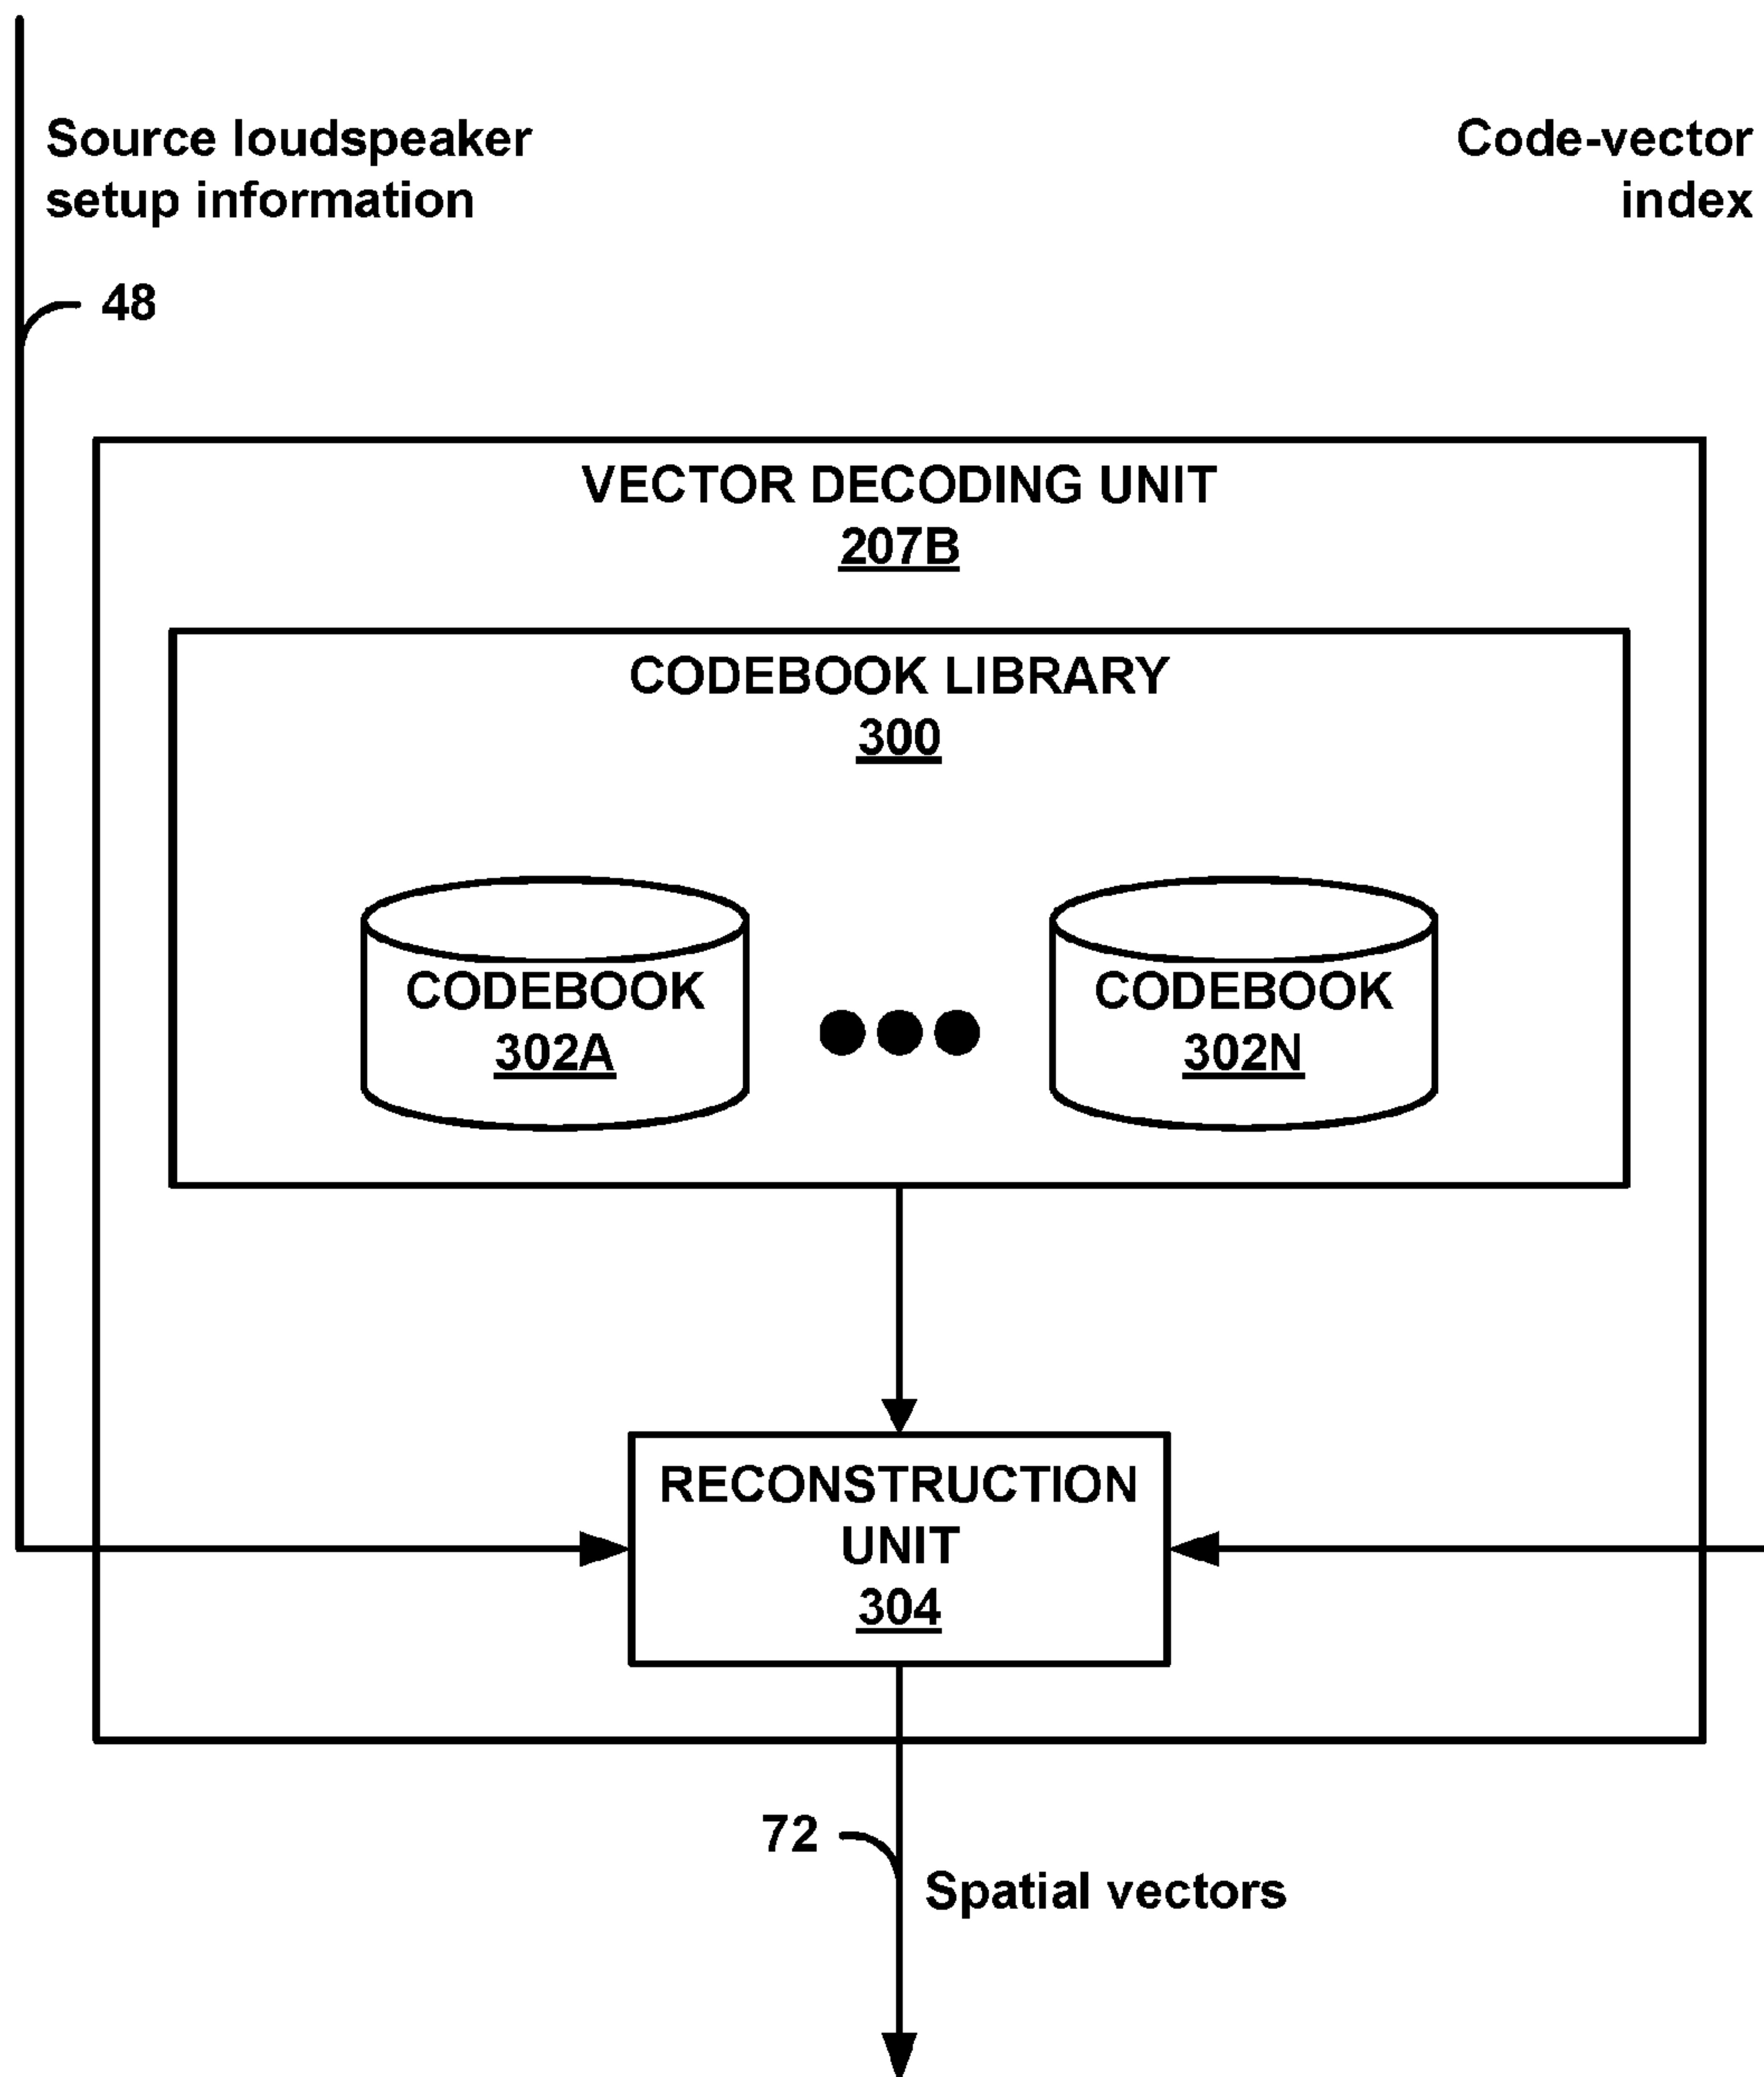 Source loudspeaker
setup information
Code-vector
index
48
VECTOR DECODING UNIT
207B
CODEBOOK LIBRARY
300
CODEBOOK
302A
CODEBOOK
302N
RECONSTRUCTION
UNIT
304
72
Spatial vectors